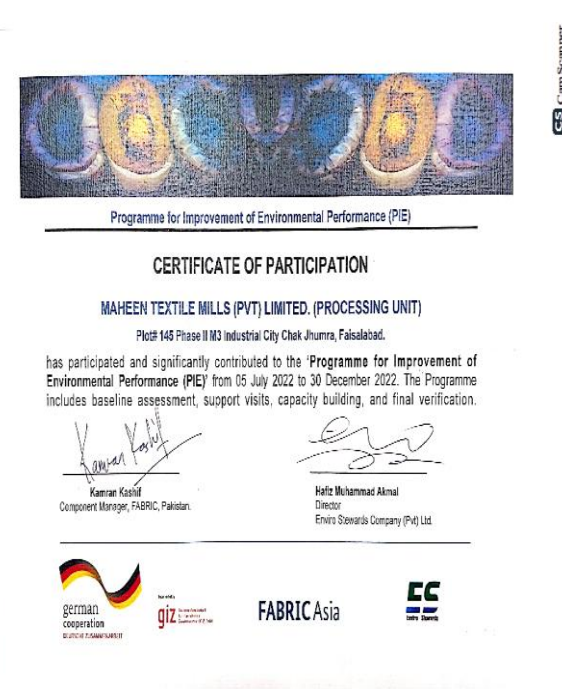 CS CamScanner
Programme for Improvement of Environmental Performance (PIE)
CERTIFICATE OF PARTICIPATION
MAHEEN TEXTILE MILLS (PVT) LIMITED. (PROCESSING UNIT)
Plot# 145 Phase II M3 Industrial City Chak Jhumra, Faisalabad.
has participated and significantly contributed to the 'Programme for Improvement of
Environmental Performance (PIE)' from 05 July 2022 to 30 December 2022. The Programme
includes baseline assessment, support visits, capacity building, and final verification.
Kamran Kashif
Kamran Kashif
Component Manager, FABRIC, Pakistan.
Hafiz Muhammad Akmal
Director
Enviro Stewards Company (Pvt) Ltd.
german
cooperation
DEUTSCHE ZUSAMMENARBEIT
giz
FABRIC Asia
Enviro Stewards